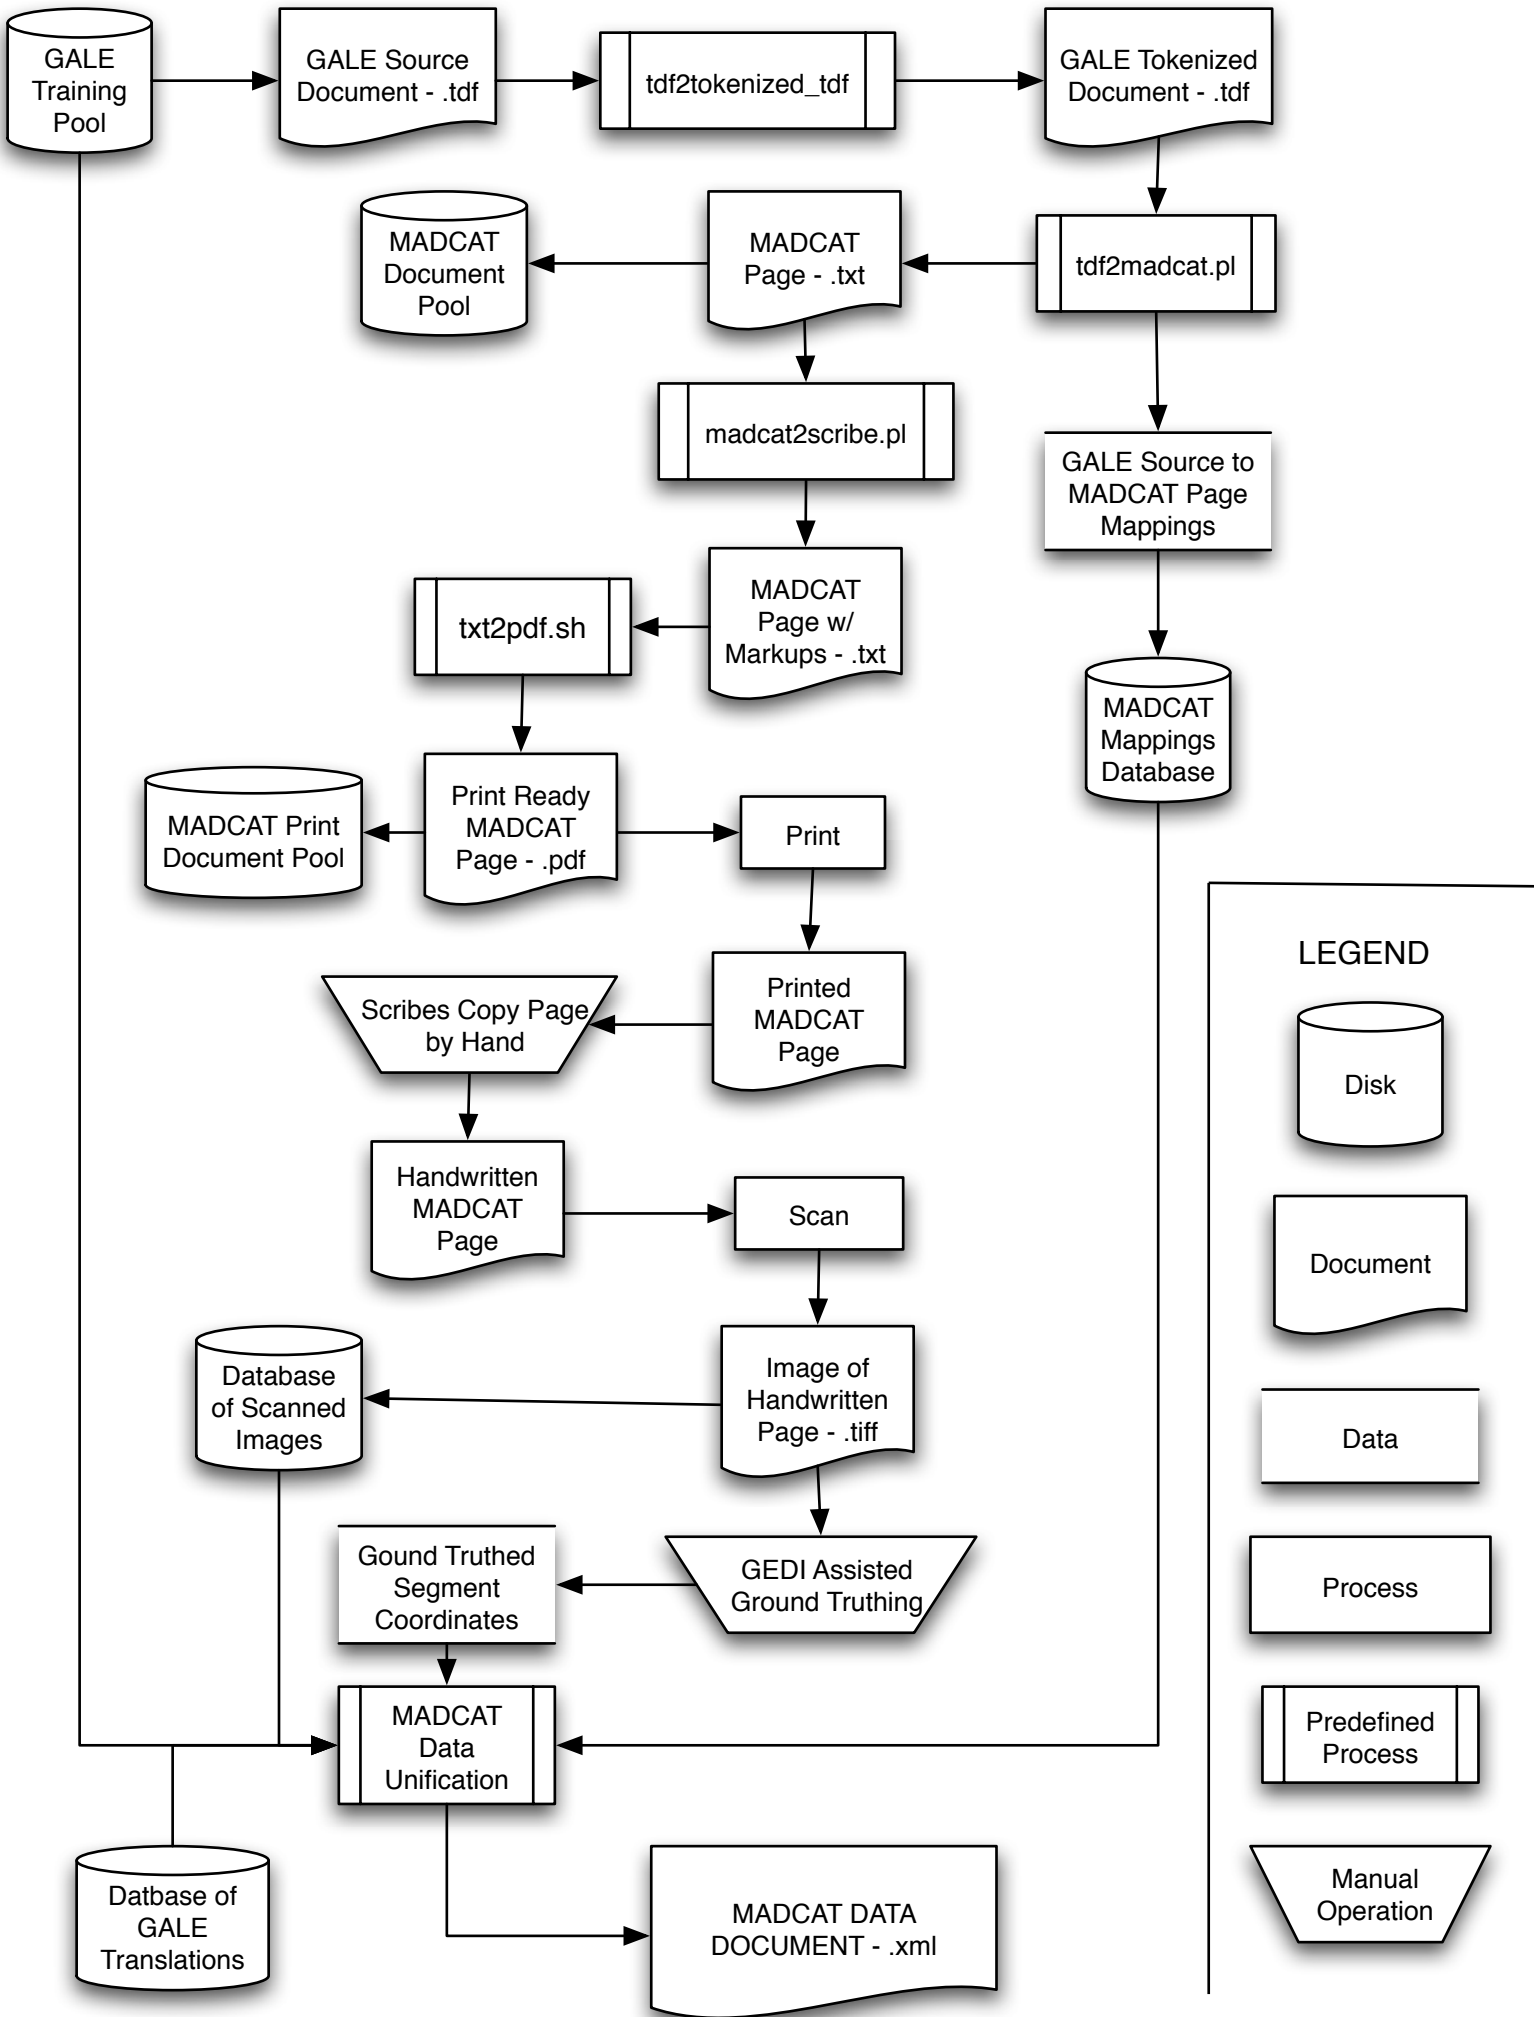 GALE
Training
Pool
GALE Source
Document - .tdf
tdf2tokenized_tdf
GALE Tokenized
Document - .tdf
MADCAT
Document
Pool
MADCAT
Page - .txt
tdf2madcat.pl
madcat2scribe.pl
GALE Source to
MADCAT Page
Mappings
txt2pdf.sh
MADCAT
Page w/
Markups - .txt
MADCAT
Mappings
Database
MADCAT Print
Document Pool
Print Ready
MADCAT
Page - .pdf
Print
Scribes Copy Page
by Hand
Printed
MADCAT
Page
Handwritten
MADCAT
Page
Scan
Database
of Scanned
Images
Image of
Handwritten
Page - .tiff
Gound Truthed
Segment
Coordinates
GEDI Assisted
Ground Truthing
MADCAT
Data
Unification
Datbase of
GALE
Translations
MADCAT DATA
DOCUMENT - .xml
LEGEND
Disk
Document
Data
Process
Predefined
Process
Manual
Operation